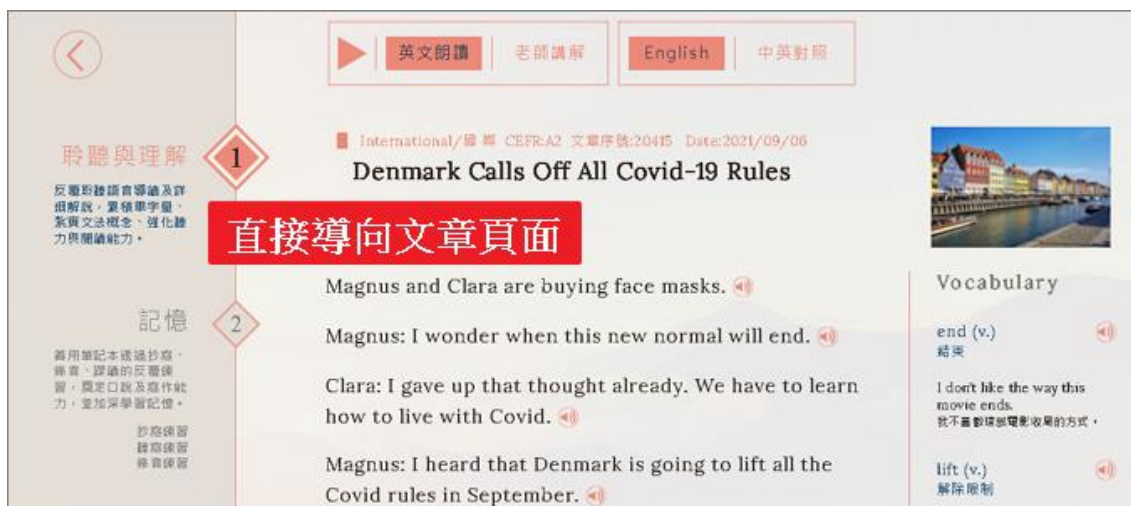 英文朗讀 老師講解 English 中英對照
聆聽與理解
1
反覆聆聽語音導讀及詳
細解說,累積單字量、
紮實文法概念、強化聽
力與閱讀能力。
記憶
2
善用筆記本透過抄寫、
錄音、
習,奠定口說及寫作能
力,並加深學習記憶。
抄寫練習
聽寫練習
錄音練習
International/國際 CEFR:A2 文章序號:20415 Date:2021/09/06
Denmark Calls Off All Covid-19 Rules
直接導向文章頁面
Magnus and Clara are buying face masks.
Magnus: I wonder when this new normal will end.
Clara: I gave up that thought already. We have to learn
how to live with Covid.
Magnus: I heard that Denmark is going to lift all the
Covid rules in September.
Vocabulary
end (v.)
結束
I don't like the way this
movie ends.
我不喜歡這部電影收尾的方式。
lift (v.)
解除限制